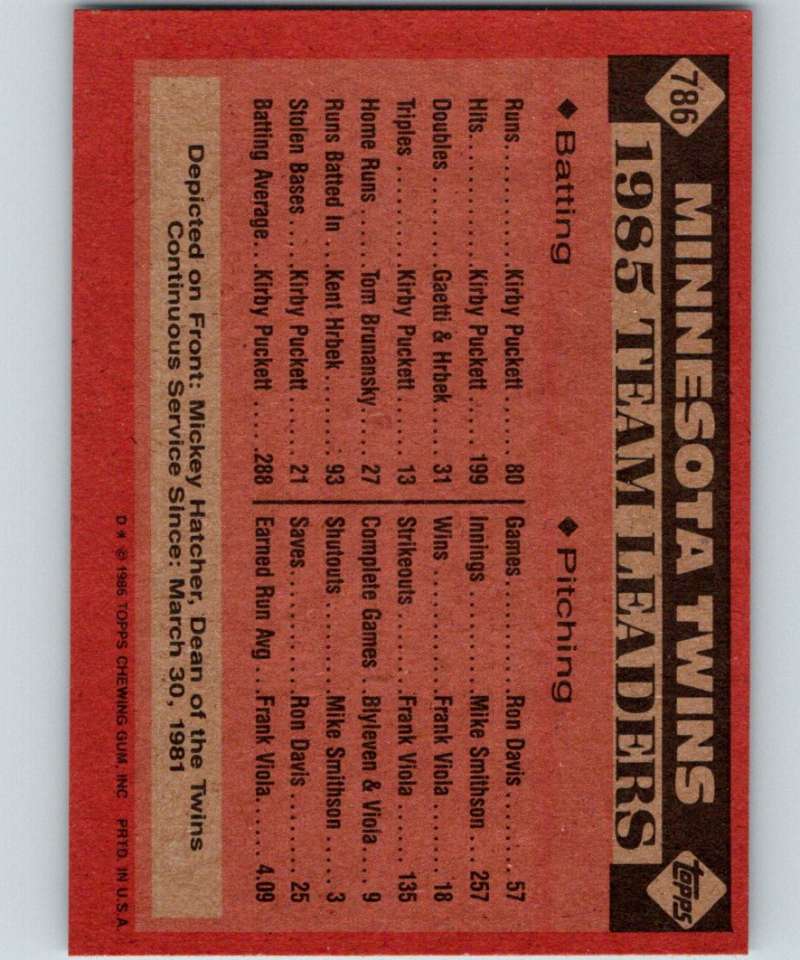 786
MINNESOTA TWINS
topps
1985 TEAM LEADERS
◆ Batting
Runs..........Kirby Puckett.....80
Hits............Kirby Puckett.....199
Doubles.......Gaetti & Hrbek....31
Triples.........Kirby Puckett.....13
Home Runs.....Tom Brunansky....27
Runs Batted In ..Kent Hrbek........93
Stolen Bases ....Kirby Puckett.....21
Batting Average...Kirby Puckett.....288
◆ Pitching
Games..........Ron Davis........57
Innings.........Mike Smithson....257
Wins...........Frank Viola.......18
Strikeouts......Frank Viola.......135
Complete Games ..Blyleven & Viola....9
Shutouts........Mike Smithson......3
Saves...........Ron Davis........25
Earned Run Avg ..Frank Viola......4.09
Depicted on Front: Mickey Hatcher, Dean of the Twins
Continuous Service Since: March 30, 1981
D* © 1986 TOPPS CHEWING GUM, INC. PRTD. IN U.S.A.